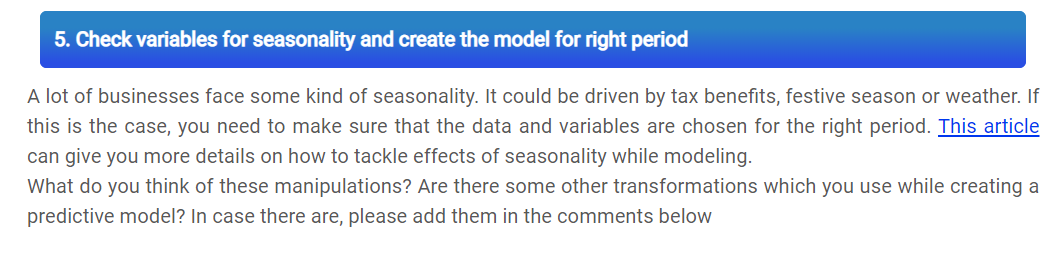 5. Check variables for seasonality and create the model for right period
A lot of businesses face some kind of seasonality. It could be driven by tax benefits, festive season or weather. If
this is the case, you need to make sure that the data and variables are chosen for the right period. This article
can give you more details on how to tackle effects of seasonality while modeling.
What do you think of these manipulations? Are there some other transformations which you use while creating a
predictive model? In case there are, please add them in the comments below